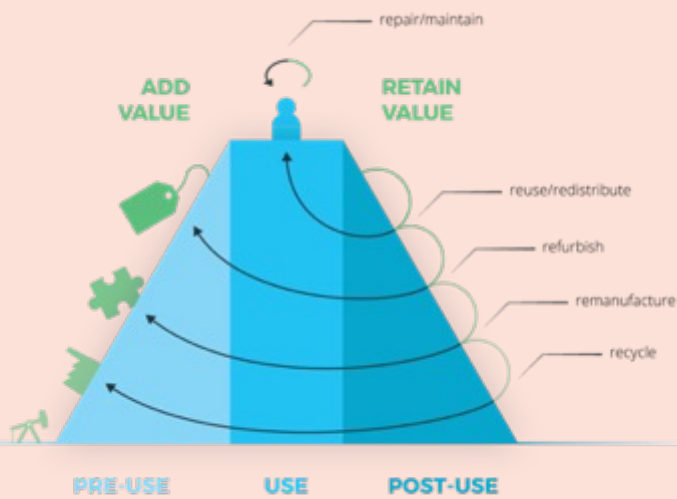 repair/maintain
ADD
VALUE
RETAIN
VALUE
reuse/redistribute
refurbish
remanufacture
recycle
PRE-USE
USE
POST-USE